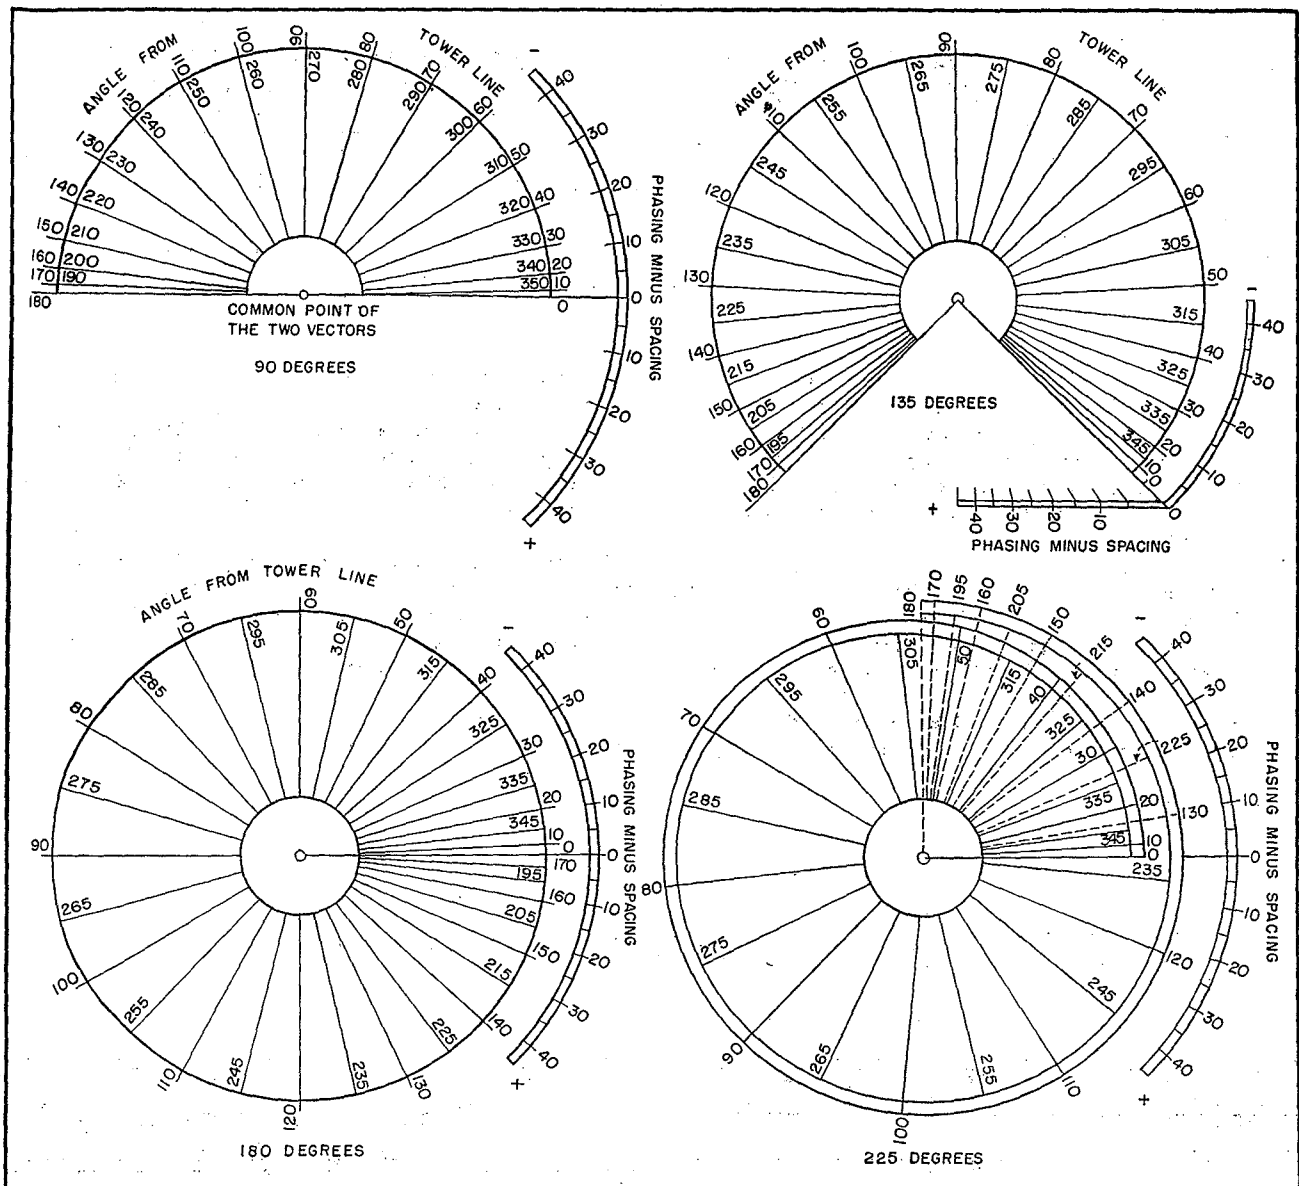 ANGLE FROM TOWER LINE
180 170 160 150 140 130 120 110 100 90 80 70 60 50 40 30 20 10 0
190 200 210 220 230 240 250 260 270 280 290 300 310 320 330 340 350
- 40 30 20 10 0 10 20 30 40 +
PHASING MINUS SPACING
COMMON POINT OF
THE TWO VECTORS
90 DEGREES
ANGLE FROM TOWER LINE
180 170 160 150 140 130 120 110 100 90 80 70 60 50 40 30 20 10 0
195 205 215 225 235 245 255 265 275 285 295 305 315 325 335 345
- 40 30 20 10 0
135 DEGREES
+ 40 30 20 10
PHASING MINUS SPACING
ANGLE FROM TOWER LINE
0 10 20 30 40 50 60 70 80 90 100 110 120 130 140 150 160 170
345 335 325 315 305 295 285 275 265 255 245 235 225 215 205 195
- 40 30 20 10 0 10 20 30 40 +
PHASING MINUS SPACING
180 DEGREES
180 170 195 160 205 150 215 140 225 130
0 10 20 30 40 50 60 70 80 90 100 110 120
345 335 325 315 305 295 285 275 265 255 245 235
- 40 30 20 10 0 10 20 30 40 +
PHASING MINUS SPACING
225 DEGREES